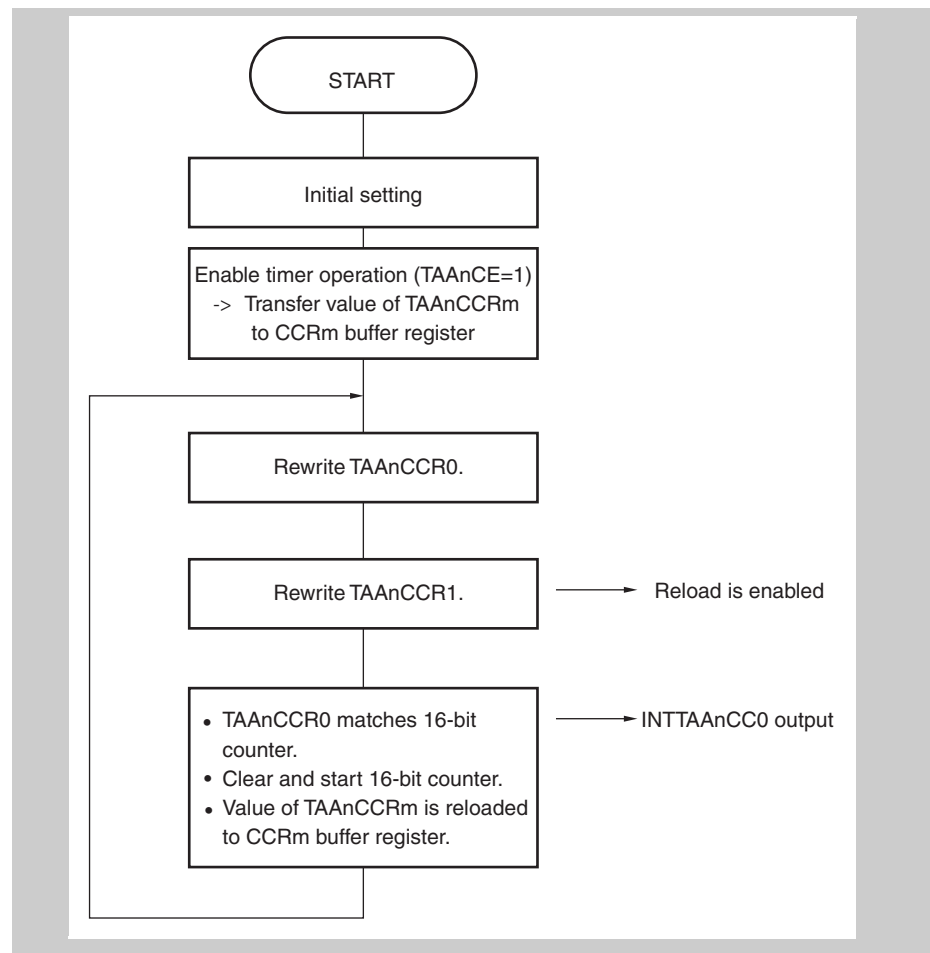 START
Initial setting
Enable timer operation (TAAnCE=1)
-> Transfer value of TAAnCCRm
to CCRm buffer register
Rewrite TAAnCCR0.
Rewrite TAAnCCR1.
Reload is enabled
• TAAnCCR0 matches 16-bit
counter.
• Clear and start 16-bit counter.
• Value of TAAnCCRm is reloaded
to CCRm buffer register.
INTTAAnCC0 output